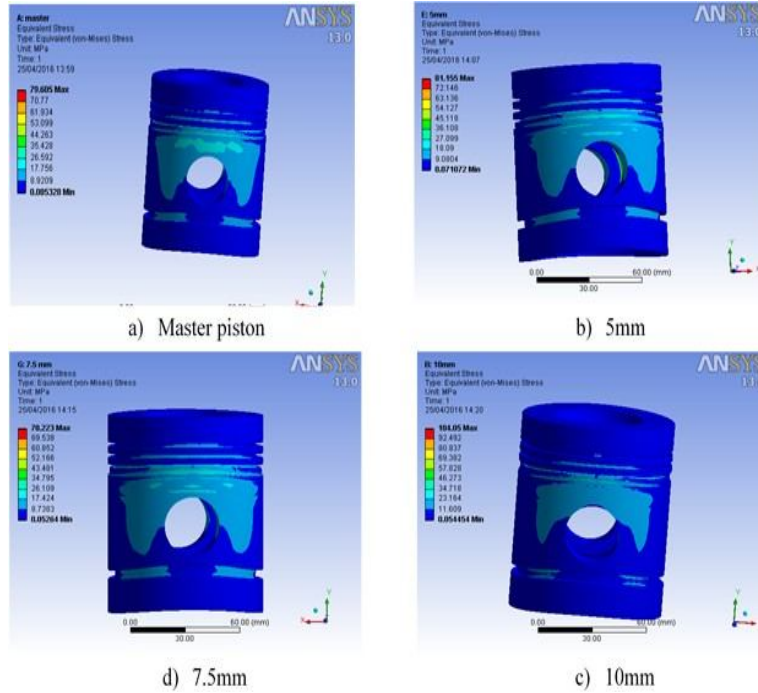 A: master
Equivalent Stress
Type: Equivalent (von-Mises) Stress
Unit: MPa
Time: 1
25/04/2016 13:59
79.605 Max
70.77
61.934
53.099
44.263
35.428
26.592
17.756
8.9209
0.085328 Min
ANSYS
13.0
Y
X
a) Master piston
E: 5mm
Equivalent Stress
Type: Equivalent (von-Mises) Stress
Unit: MPa
Time: 1
25/04/2016 14:07
81.155 Max
72.146
63.136
54.127
45.118
36.108
27.099
18.09
9.0804
0.071072 Min
ANSYS
13.0
0.00
60.00 (mm)
30.00
Y
b) 5mm
G: 7.5 mm
Equivalent Stress
Type: Equivalent (von-Mises) Stress
Unit: MPa
Time: 1
25/04/2016 14:15
78.223 Max
69.538
60.852
52.166
43.481
34.795
26.109
17.424
8.7383
0.05264 Min
ANSYS
13.0
0.00
60.00 (mm)
30.00
Y
X
d) 7.5mm
B: 10mm
Equivalent Stress
Type: Equivalent (von-Mises) Stress
Unit: MPa
Time: 1
25/04/2016 14:20
104.05 Max
92.492
80.937
69.382
57.828
46.273
34.718
23.164
11.609
0.054454 Min
ANSYS
13.0
0.00
60.00 (mm)
30.00
Y
c) 10mm